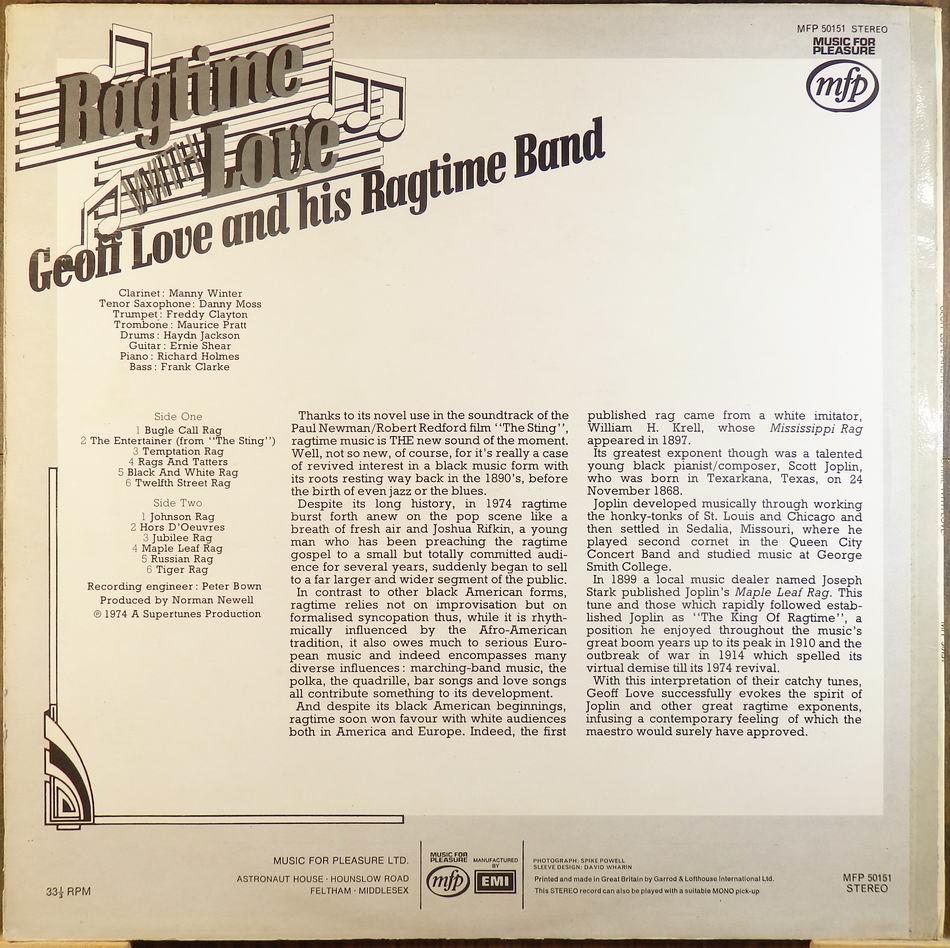 MFP 50151 STEREO
MUSIC FOR
PLEASURE
mfp
Ragtime
WITH Love
Geoff Love and his Ragtime Band
Clarinet: Manny Winter
Tenor Saxophone: Danny Moss
Trumpet: Freddy Clayton
Trombone: Maurice Pratt
Drums: Haydn Jackson
Guitar: Ernie Shear
Piano: Richard Holmes
Bass: Frank Clarke
Side One
1 Bugle Call Rag
2 The Entertainer (from "The Sting")
3 Temptation Rag
4 Rags And Tatters
5 Black And White Rag
6 Twelfth Street Rag
Side Two
1 Johnson Rag
2 Hors D'Oeuvres
3 Jubilee Rag
4 Maple Leaf Rag
5 Russian Rag
6 Tiger Rag
Recording engineer: Peter Bown
Produced by Norman Newell
℗ 1974 A Supertunes Production
Thanks to its novel use in the soundtrack of the
Paul Newman/Robert Redford film "The Sting",
ragtime music is THE new sound of the moment.
Well, not so new, of course, for it's really a case
of revived interest in a black music form with
its roots resting way back in the 1890's, before
the birth of even jazz or the blues.
Despite its long history, in 1974 ragtime
burst forth anew on the pop scene like a
breath of fresh air and Joshua Rifkin, a young
man who has been preaching the ragtime
gospel to a small but totally committed audi-
ence for several years, suddenly began to sell
to a far larger and wider segment of the public.
In contrast to other black American forms,
ragtime relies not on improvisation but on
formalised syncopation thus, while it is rhyth-
mically influenced by the Afro-American
tradition, it also owes much to serious Euro-
pean music and indeed encompasses many
diverse influences: marching-band music, the
polka, the quadrille, bar songs and love songs
all contribute something to its development.
And despite its black American beginnings,
ragtime soon won favour with white audiences
both in America and Europe. Indeed, the first
published rag came from a white imitator,
William H. Krell, whose Mississippi Rag
appeared in 1897.
Its greatest exponent though was a talented
young black pianist/composer, Scott Joplin,
who was born in Texarkana, Texas, on 24
November 1868.
Joplin developed musically through working
the honky-tonks of St. Louis and Chicago and
then settled in Sedalia, Missouri, where he
played second cornet in the Queen City
Concert Band and studied music at George
Smith College.
In 1899 a local music dealer named Joseph
Stark published Joplin's Maple Leaf Rag. This
tune and those which rapidly followed estab-
lished Joplin as "The King Of Ragtime", a
position he enjoyed throughout the music's
great boom years up to its peak in 1910 and the
outbreak of war in 1914 which spelled its
virtual demise till its 1974 revival.
With this interpretation of their catchy tunes,
Geoff Love successfully evokes the spirit of
Joplin and other great ragtime exponents,
infusing a contemporary feeling of which the
maestro would surely have approved.
33⅓ RPM
MUSIC FOR PLEASURE LTD.
ASTRONAUT HOUSE · HOUNSLOW ROAD
FELTHAM · MIDDLESEX
MUSIC FOR
PLEASURE
mfp
MANUFACTURED
BY
EMI
PHOTOGRAPH: SPIKE POWELL
SLEEVE DESIGN: DAVID WHARIN
Printed and made in Great Britain by Garrod & Lofthouse International Ltd.
This STEREO record can also be played with a suitable MONO pick-up
MFP 50151
STEREO